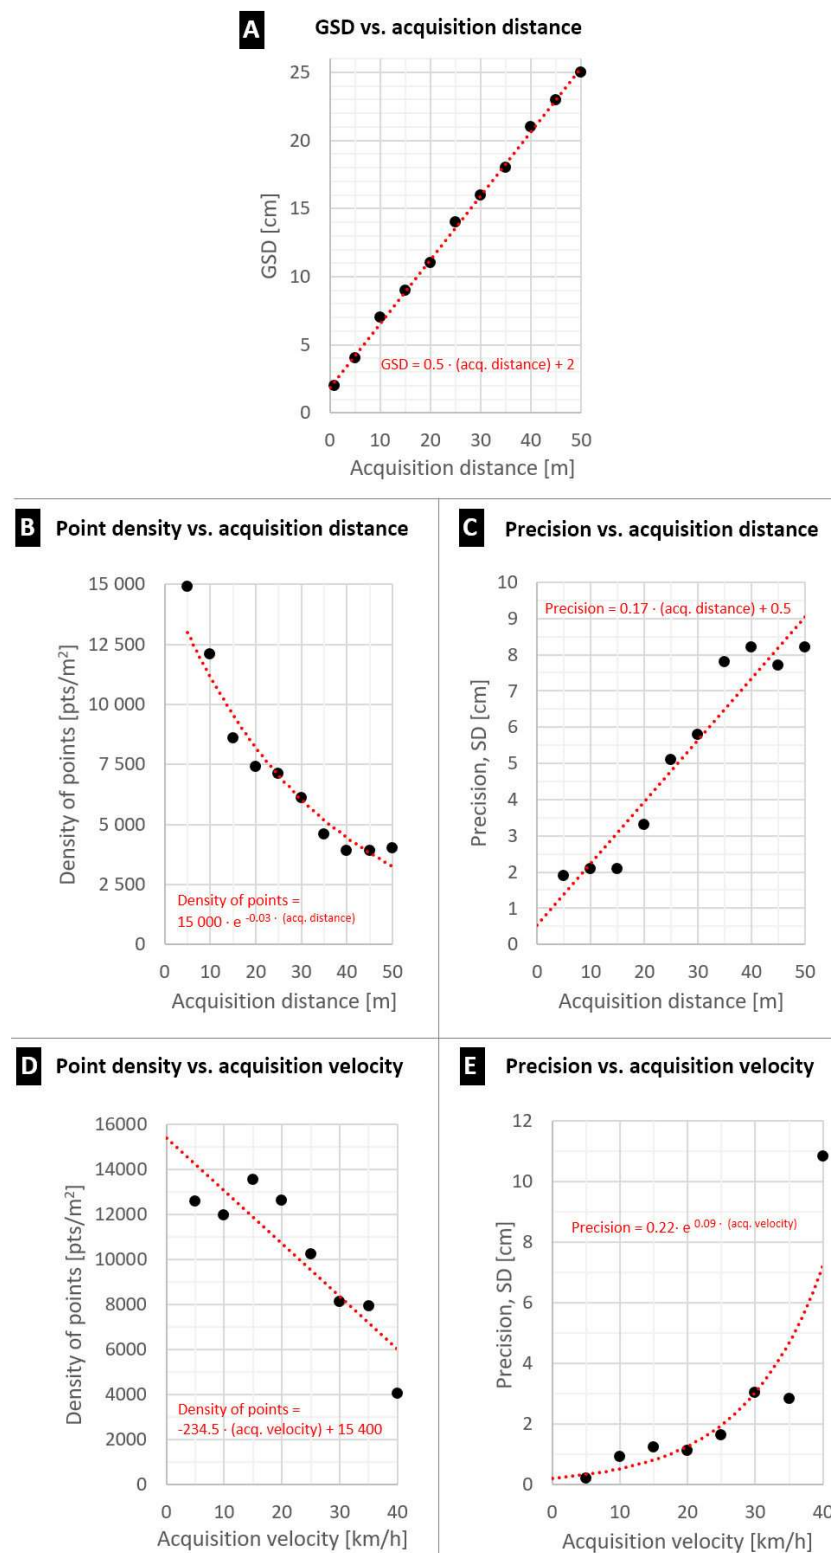 A GSD vs. acquisition distance
25
20
15
10
5
0
GSD [cm]
GSD = 0.5 · (acq. distance) + 2
0 10 20 30 40 50
Acquisition distance [m]
B Point density vs. acquisition distance
15 000
12 500
10 000
7 500
5 000
2 500
0
Density of points [pts/m²]
Density of points =
15 000 · e -0.03 · (acq. distance)
0 10 20 30 40 50
Acquisition distance [m]
C Precision vs. acquisition distance
10
9
8
7
6
5
4
3
2
1
0
Precision, SD [cm]
Precision = 0.17 · (acq. distance) + 0.5
0 10 20 30 40 50
Acquisition distance [m]
D Point density vs. acquisition velocity
16000
14000
12000
10000
8000
6000
4000
2000
0
Density of points [pts/m²]
Density of points =
-234.5 · (acq. velocity) + 15 400
0 10 20 30 40
Acquisition velocity [km/h]
E Precision vs. acquisition velocity
12
10
8
6
4
2
0
Precision, SD [cm]
Precision = 0.22· e 0.09 · (acq. velocity)
0 10 20 30 40
Acquisition velocity [km/h]